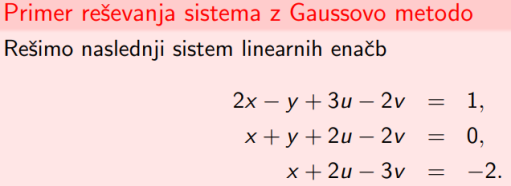 Primer reševanja sistema z Gaussovo metodo
Rešimo naslednji sistem linearnih enačb
2x − y + 3u − 2v = 1,
x + y + 2u − 2v = 0,
x + 2u − 3v = −2.